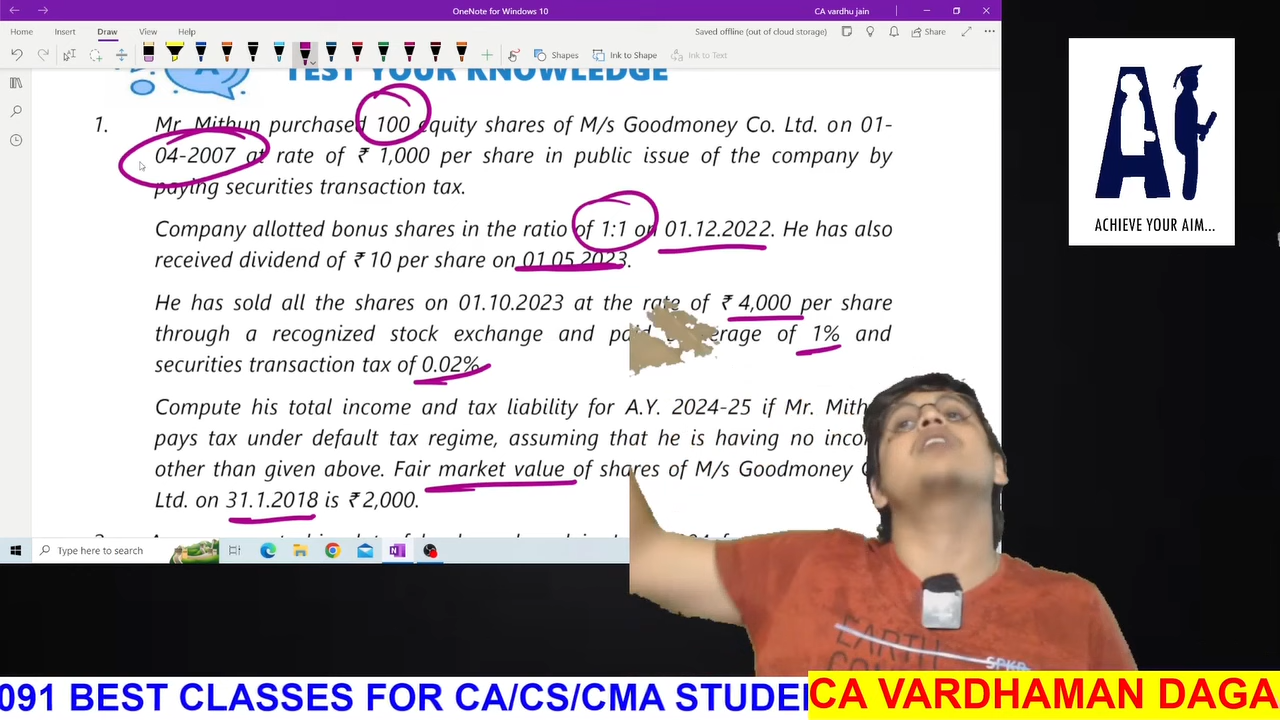 OneNote for Windows 10
CA vardhu jain
Home Insert Draw View Help
Saved offline (out of cloud storage)
Share
Shapes
Ink to Shape
Ink to Text
TEST YOUR KNOWLEDGE
1. Mr. Mithun purchased 100 equity shares of M/s Goodmoney Co. Ltd. on 01-
04-2007 at rate of ₹ 1,000 per share in public issue of the company by
paying securities transaction tax.
Company allotted bonus shares in the ratio of 1:1 on 01.12.2022. He has also
received dividend of ₹ 10 per share on 01.05.2023.
He has sold all the shares on 01.10.2023 at the rate of ₹ 4,000 per share
through a recognized stock exchange and paid of 1% and
securities transaction tax of 0.02%
Compute his total income and tax liability for A.Y. 2024-25 if Mr.
pays tax under default tax regime, assuming that he is having no
other than given above. Fair market value of shares of M/s Goodmoney
Ltd. on 31.1.2018 is ₹ 2,000.
Type here to search
A
ACHIEVE YOUR AIM...
EARTH
SPKR
091 BEST CLASSES FOR CA/CS/CMA STUDE
CA VARDHAMAN DAGA